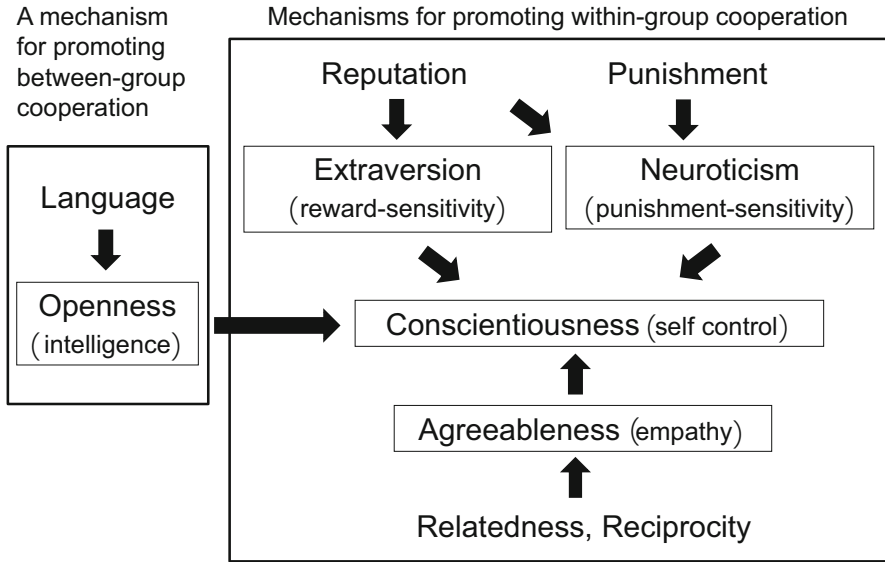 A mechanism
for promoting
between-group
cooperation
Language
Openness
(intelligence)
Mechanisms for promoting within-group cooperation
Reputation
Punishment
Extraversion
(reward-sensitivity)
Neuroticism
(punishment-sensitivity)
Conscientiousness (self control)
Agreeableness (empathy)
Relatedness, Reciprocity